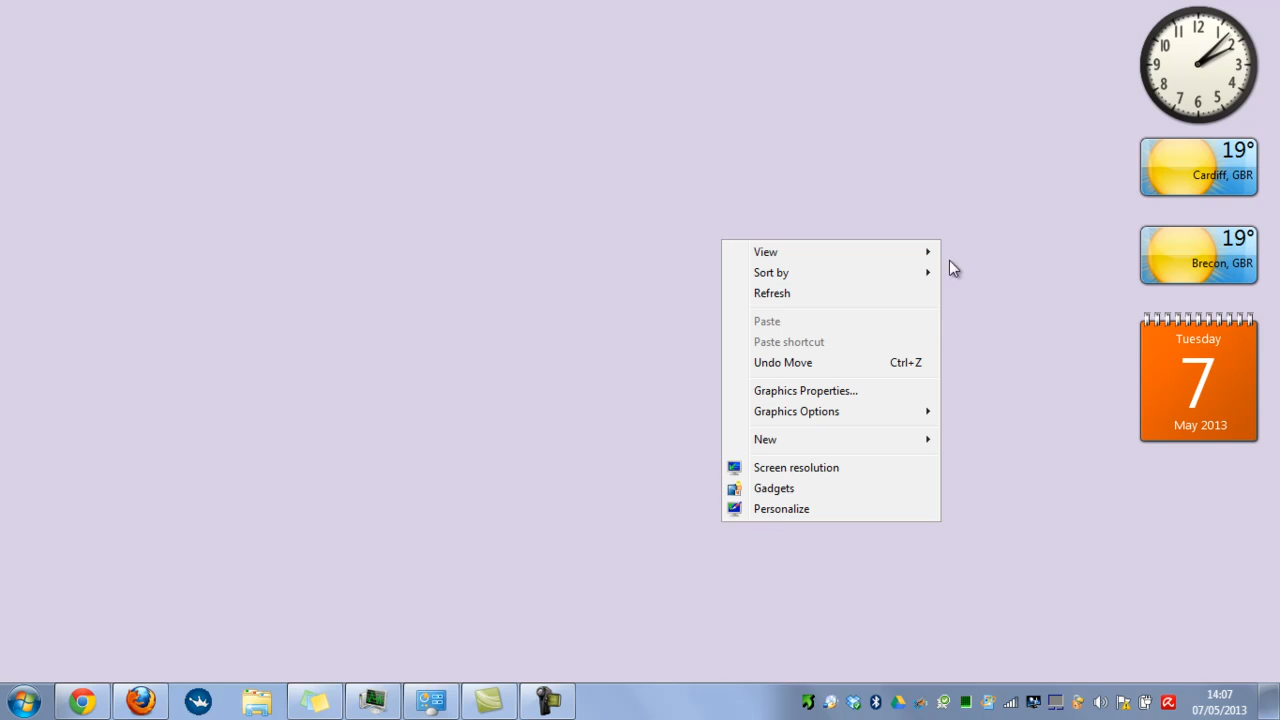 12
11
1
10
2
9
3
8
4
7
5
6
19°
Cardiff, GBR
19°
Brecon, GBR
Tuesday
7
May 2013
View
Sort by
Refresh
Paste
Paste shortcut
Undo Move Ctrl+Z
Graphics Properties...
Graphics Options
New
Screen resolution
Gadgets
Personalize
14:07
07/05/2013